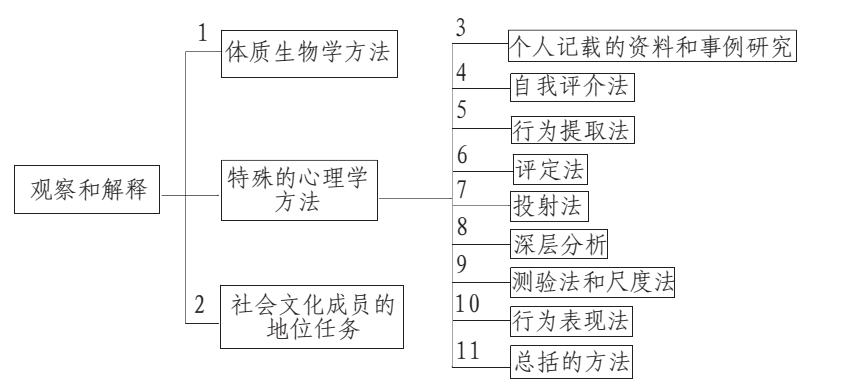 观察和解释
1
体质生物学方法
特殊的心理学
方法
2
社会文化成员的
地位任务
3
个人记载的资料和事例研究
4
自我评介法
5
行为提取法
6
评定法
7
投射法
8
深层分析
9
测验法和尺度法
10
行为表现法
11
总括的方法